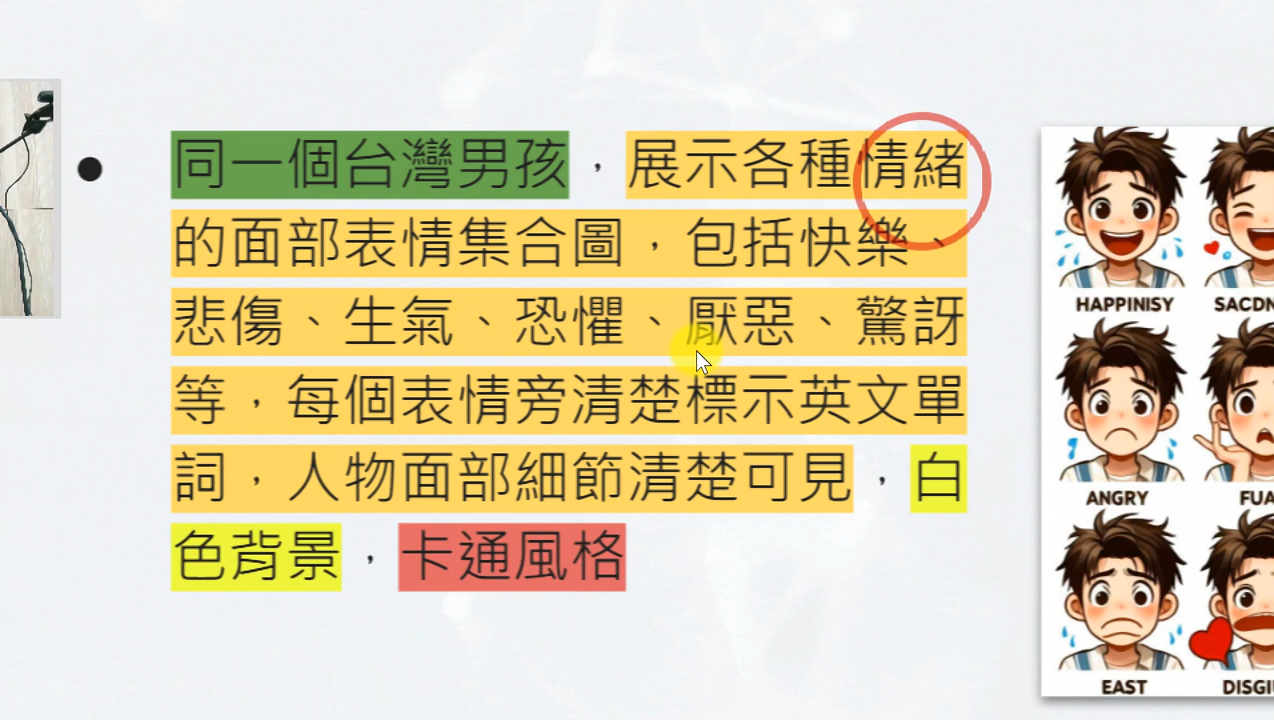 同一個台灣男孩，展示各種情緒
的面部表情集合圖，包括快樂、
悲傷、生氣、恐懼、厭惡、驚訝
等，每個表情旁清楚標示英文單
詞，人物面部細節清楚可見，白
色背景，卡通風格
HAPPINISY SACDN
ANGRY FUA
EAST DISGI